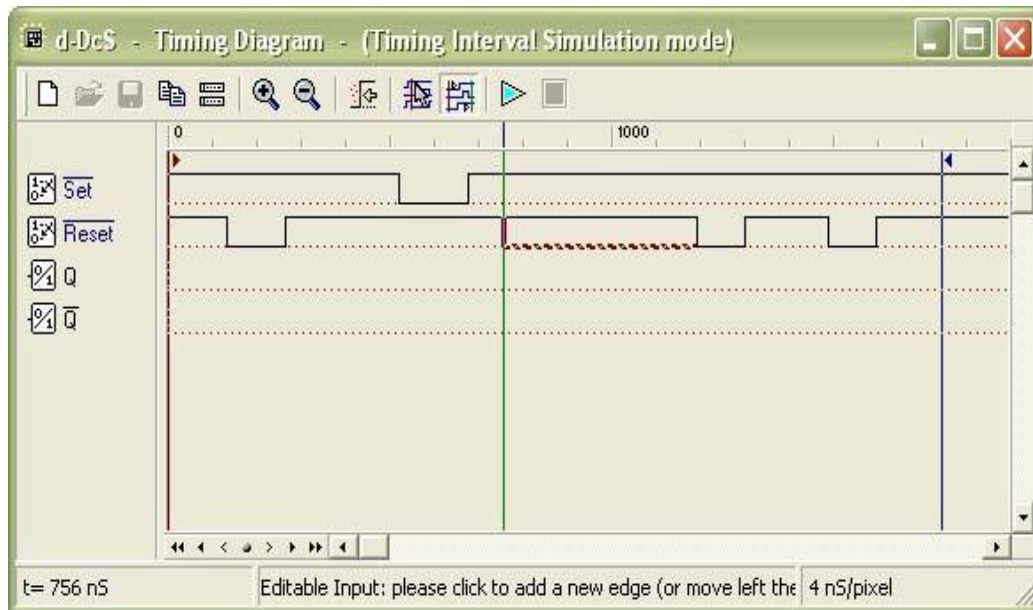 d-DcS - Timing Diagram - (Timing Interval Simulation mode)
0 1000
Set
Reset
Q
Q
t= 756 nS Editable Input: please click to add a new edge (or move left the 4 nS/pixel